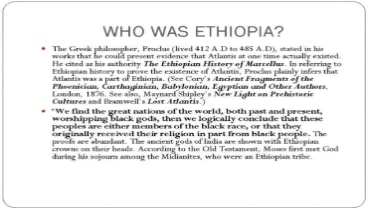 WHO WAS ETHIOPIA?
• The Greek philosopher, Proclus (lived 412 A.D to 485 A.D), stated in his
works that he could present evidence that Atlantis at one time actually existed.
He cited as his authority The Ethiopian History of Marcellus. In referring to
Ethiopian history to prove the existence of Atlantis, Proclus plainly infers that
Atlantis was a part of Ethiopia. (See Cory's Ancient Fragments of the
Phoenician, Carthaginian, Babylonian, Egyptian and Other Authors,
London, 1876. See also, Maynard Shipley's New Light on Prehistoric
Cultures and Bramwell's Lost Atlantis.)
• "We find the great nations of the world, both past and present,
worshipping black gods, then we logically conclude that these
peoples are either members of the black race, or that they
originally received their religion in part from black people. The
proofs are abundant. The ancient gods of India are shown with Ethiopian
crowns on their heads. According to the Old Testament, Moses first met God
during his sojourn among the Midianites, who were an Ethiopian tribe.